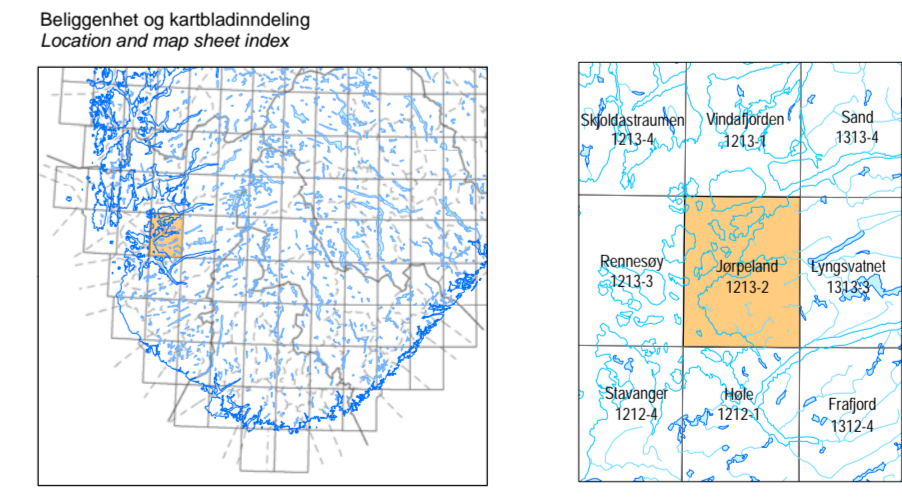 Beliggenhet og kartbladinndeling
Location and map sheet index
Skjoldastraumen
1213-4
Vindafjorden
1213-1
Sand
1313-4
Rennesøy
1213-3
Jørpeland
1213-2
Lyngsvatnet
1313-3
Stavanger
1212-4
Høle
1212-1
Frafjord
1312-4